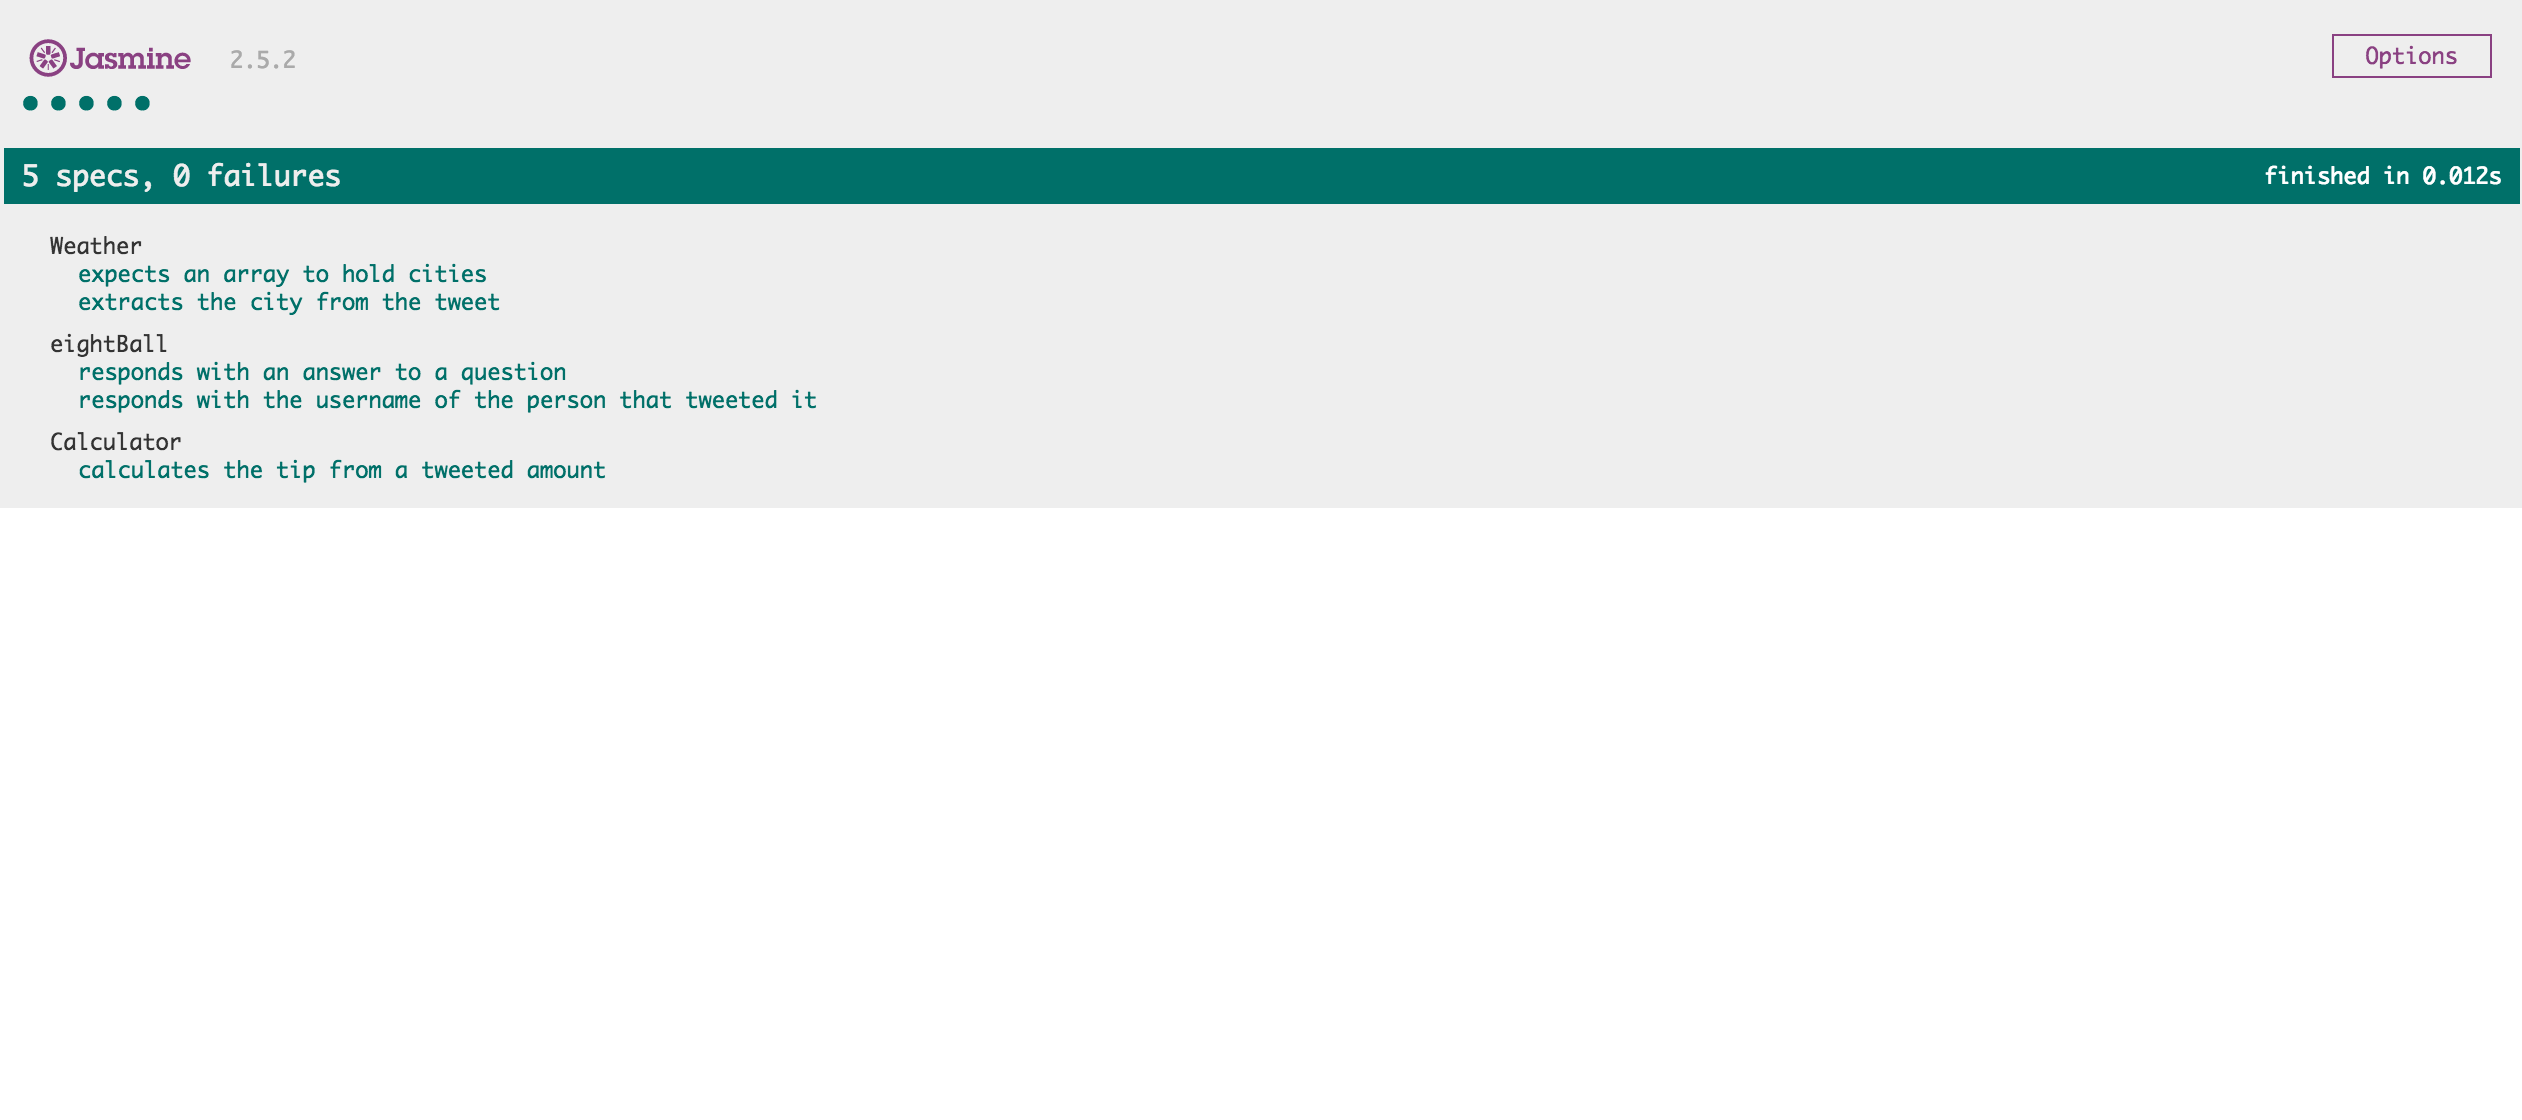 Jasmine 2.5.2 Options
5 specs, 0 failures finished in 0.012s
Weather
expects an array to hold cities
extracts the city from the tweet
eightBall
responds with an answer to a question
responds with the username of the person that tweeted it
Calculator
calculates the tip from a tweeted amount